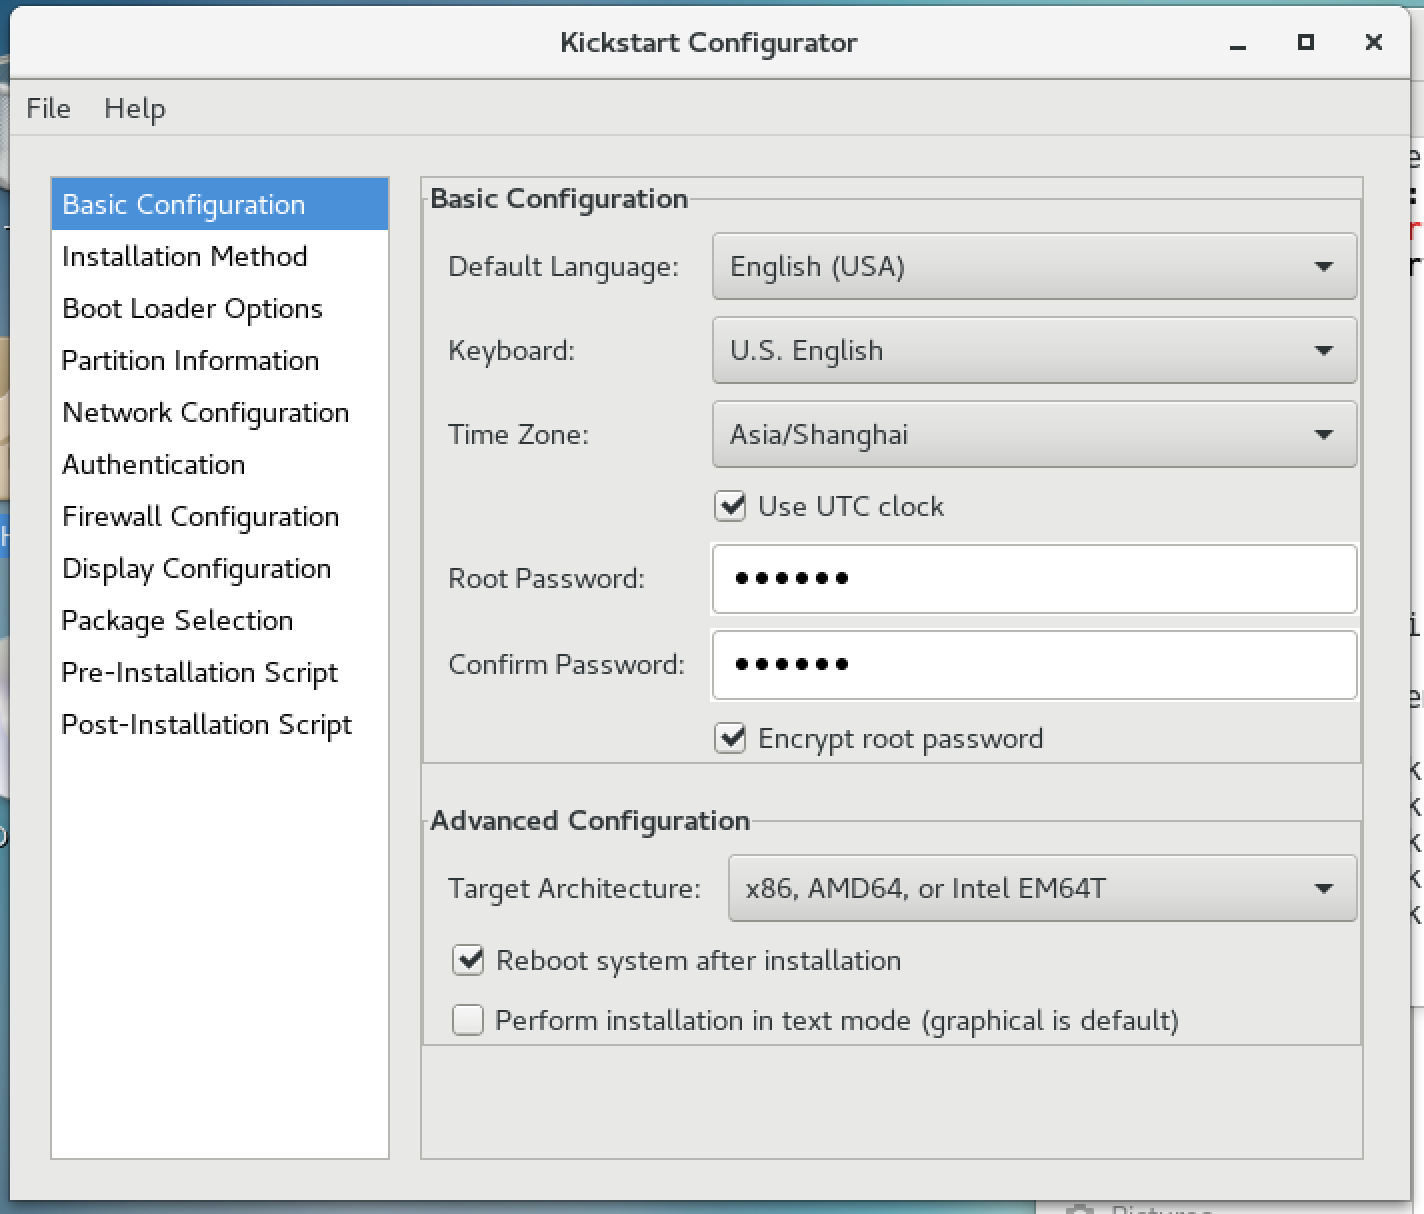 Kickstart Configurator
File Help
Basic Configuration
Installation Method
Boot Loader Options
Partition Information
Network Configuration
Authentication
Firewall Configuration
Display Configuration
Package Selection
Pre-Installation Script
Post-Installation Script
Basic Configuration
Default Language: English (USA)
Keyboard: U.S. English
Time Zone: Asia/Shanghai
Use UTC clock
Root Password: ●●●●●●
Confirm Password: ●●●●●●
Encrypt root password
Advanced Configuration
Target Architecture: x86, AMD64, or Intel EM64T
Reboot system after installation
Perform installation in text mode (graphical is default)
Pictures